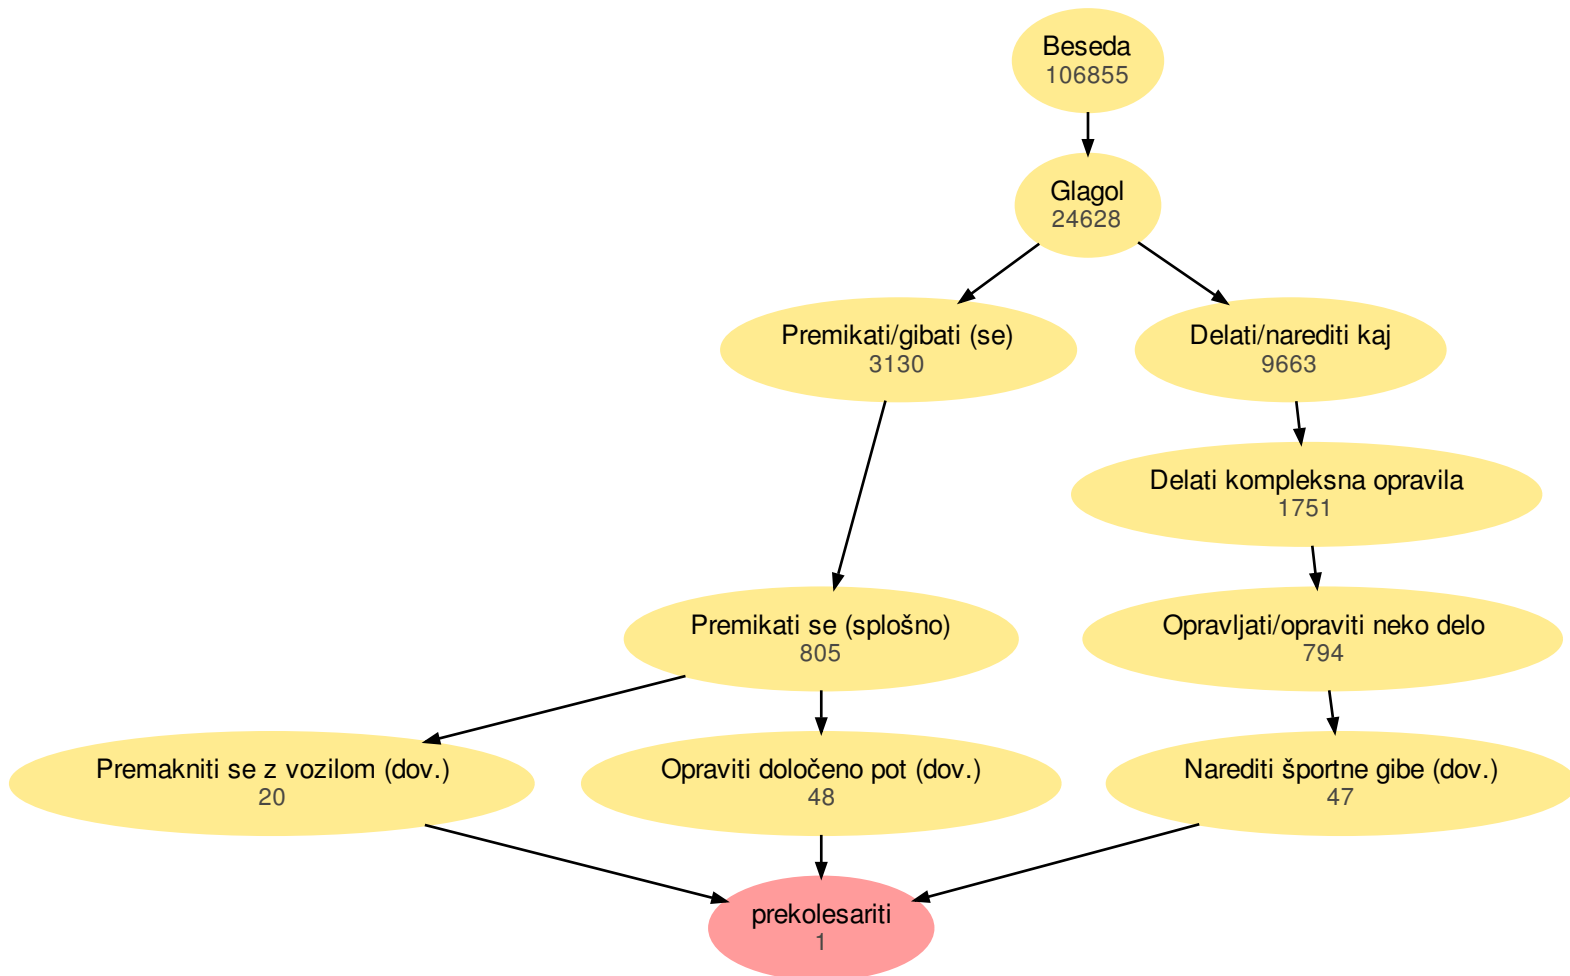 Beseda
106855
Glagol
24628
Premikati/gibati (se)
3130
Delati/narediti kaj
9663
Delati kompleksna opravila
1751
Premikati se (splošno)
805
Opravljati/opraviti neko delo
794
Premakniti se z vozilom (dov.)
20
Opraviti določeno pot (dov.)
48
Narediti športne gibe (dov.)
47
prekolesariti
1